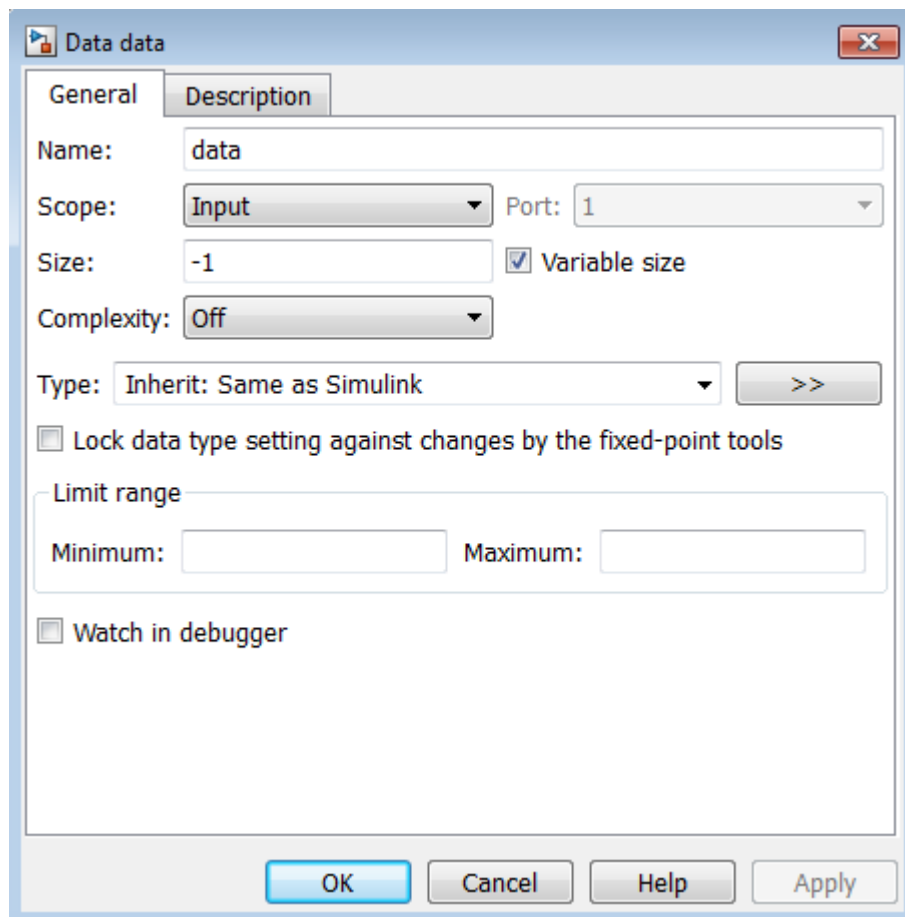 Data data
General Description
Name: data
Scope: Input Port: 1
Size: -1 Variable size
Complexity: Off
Type: Inherit: Same as Simulink >>
Lock data type setting against changes by the fixed-point tools
Limit range
Minimum: Maximum:
Watch in debugger
OK Cancel Help Apply